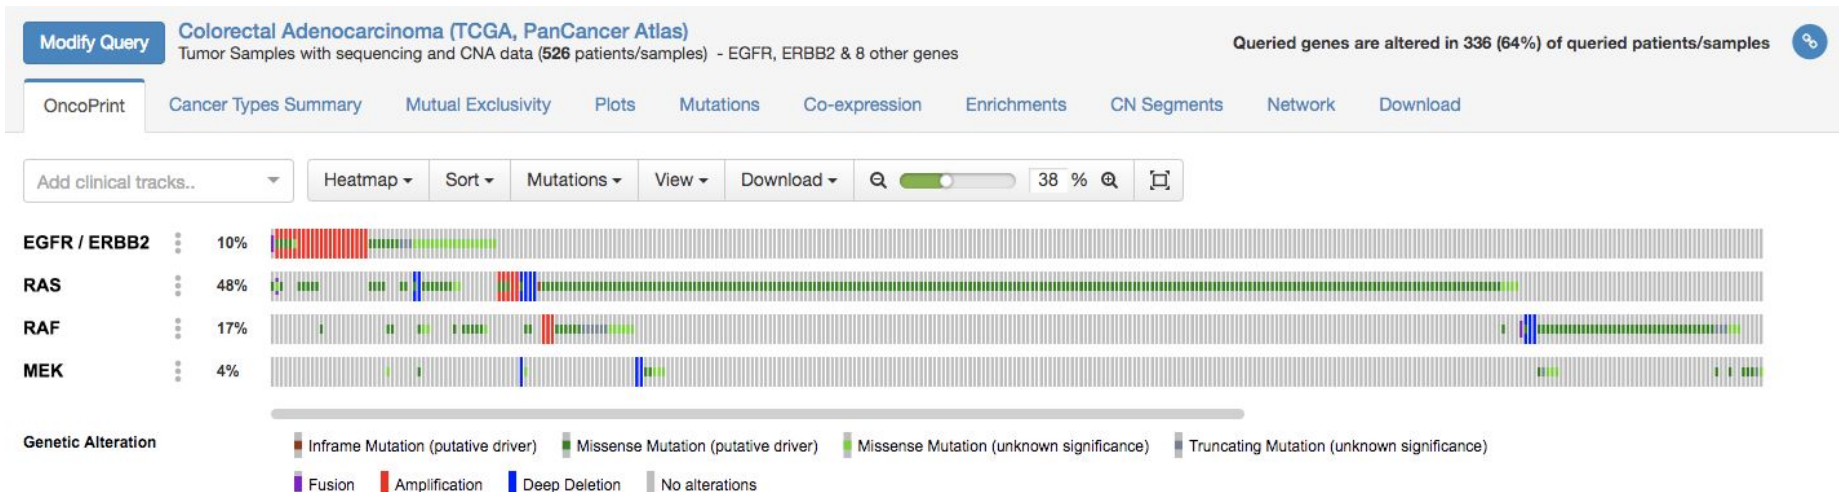 Modify Query
Colorectal Adenocarcinoma (TCGA, PanCancer Atlas)
Tumor Samples with sequencing and CNA data (526 patients/samples) - EGFR, ERBB2 & 8 other genes
Queried genes are altered in 336 (64%) of queried patients/samples
OncoPrint Cancer Types Summary Mutual Exclusivity Plots Mutations Co-expression Enrichments CN Segments Network Download
Add clinical tracks.. Heatmap Sort Mutations View Download 38 %
EGFR / ERBB2 10%
RAS 48%
RAF 17%
MEK 4%
Genetic Alteration Inframe Mutation (putative driver) Missense Mutation (putative driver) Missense Mutation (unknown significance) Truncating Mutation (unknown significance)
Fusion Amplification Deep Deletion No alterations